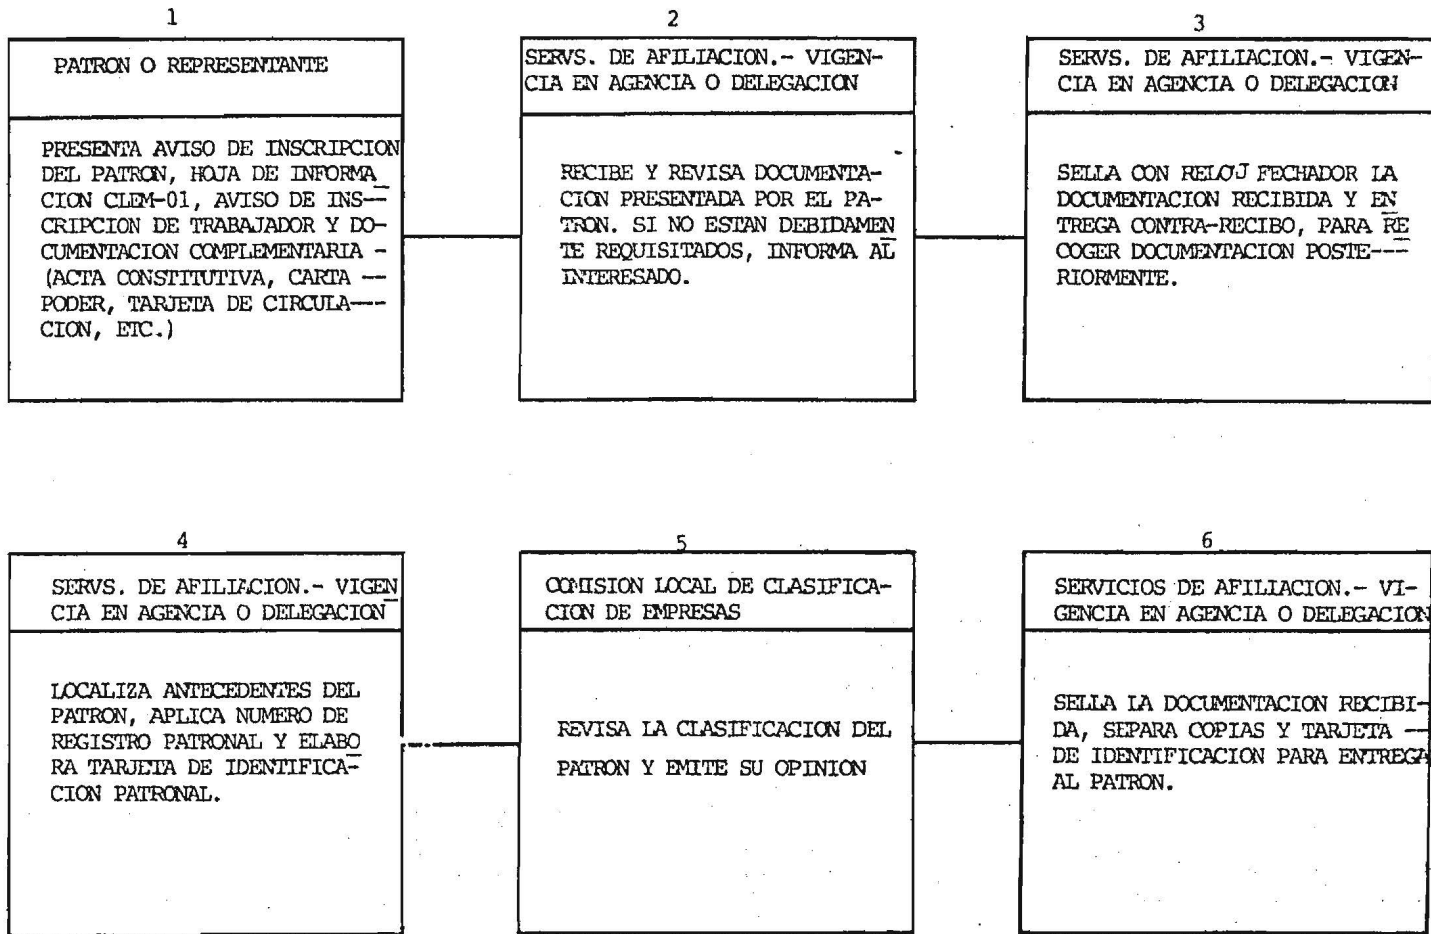 1
PATRON O REPRESENTANTE
PRESENTA AVISO DE INSCRIPCION
DEL PATRON, HOJA DE INFORMA
CION CLEM-01, AVISO DE INS--
CRIPCION DE TRABAJADOR Y DO-
CUMENTACION COMPLEMENTARIA -
(ACTA CONSTITUTIVA, CARTA --
PODER, TARJETA DE CIRCULA---
CION, ETC.)
2
SERVS. DE AFILIACION.- VIGEN-
CIA EN AGENCIA O DELEGACION
RECIBE Y REVISA DOCUMENTA-
CION PRESENTADA POR EL PA-
TRON. SI NO ESTAN DEBIDAMEN
TE REQUISITADOS, INFORMA AL
INTERESADO.
3
SERVS. DE AFILIACION.- VIGEN-
CIA EN AGENCIA O DELEGACION
SELLA CON RELOJ FECHADOR LA
DOCUMENTACION RECIBIDA Y EN
TREGA CONTRA-RECIBO, PARA RE
COGER DOCUMENTACION POSTE---
RIORMENTE.
4
SERVS. DE AFILIACION.- VIGEN
CIA EN AGENCIA O DELEGACION
LOCALIZA ANTECEDENTES DEL
PATRON, APLICA NUMERO DE
REGISTRO PATRONAL Y ELABO
RA TARJETA DE IDENTIFICA-
CION PATRONAL.
5
COMISION LOCAL DE CLASIFICA-
CION DE EMPRESAS
REVISA LA CLASIFICACION DEL
PATRON Y EMITE SU OPINION
6
SERVICIOS DE AFILIACION.- VI-
GENCIA EN AGENCIA O DELEGACION
SELLA LA DOCUMENTACION RECIBI-
DA, SEPARA COPIAS Y TARJETA --
DE IDENTIFICACION PARA ENTREGA
AL PATRON.